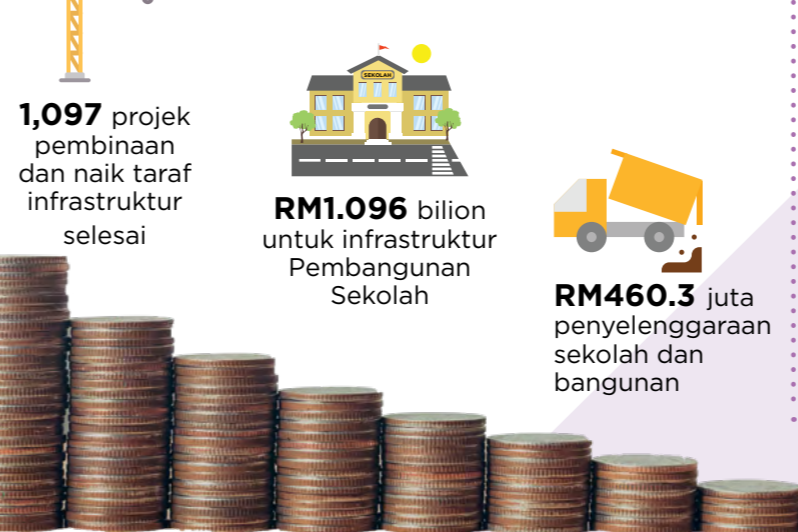 1,097 projek
pembinaan
dan naik taraf
infrastruktur
selesai
SEKOLAH
RM1.096 bilion
untuk infrastruktur
Pembangunan
Sekolah
RM460.3 juta
penyelenggaraan
sekolah dan
bangunan